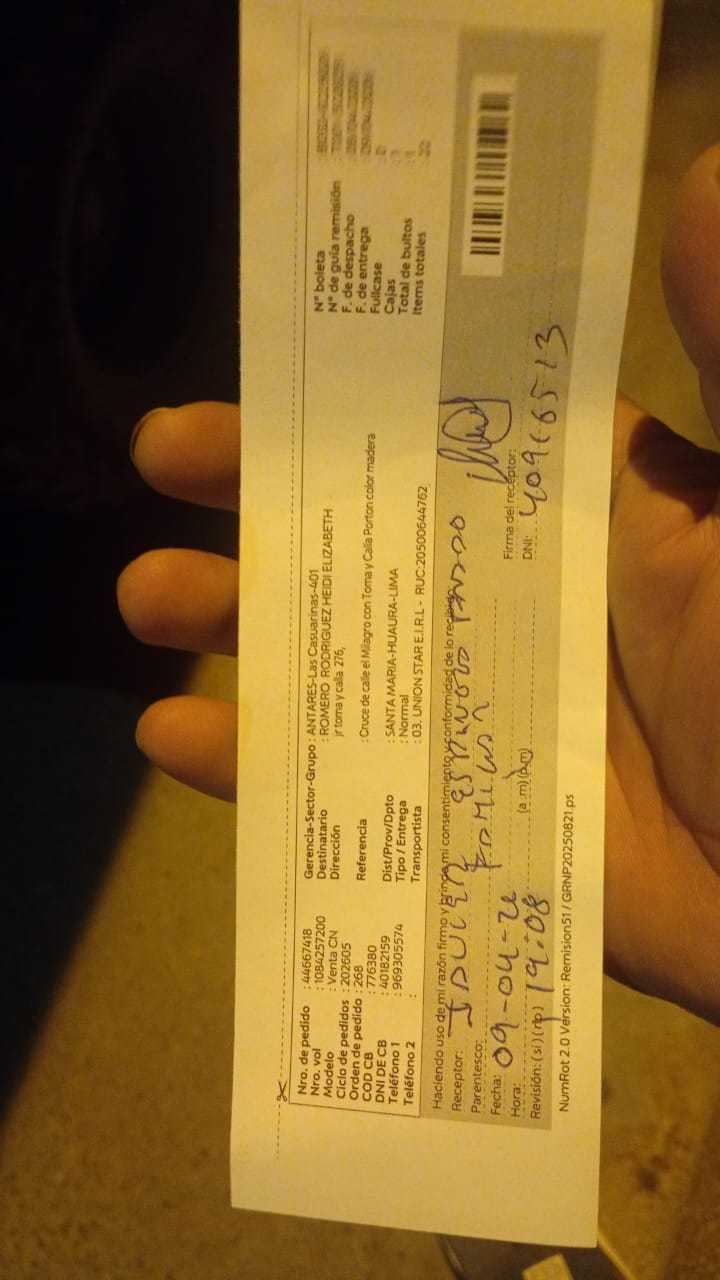 Nro. de pedido : 44667418
Nro. vol : 1084257200
Modelo : Venta CN
Ciclo de pedidos : 202605
Orden de pedido : 268
COD CB : 776380
DNI DE CB : 40182159
Teléfono 1 : 969305574
Teléfono 2 :
Gerencia-Sector-Grupo : ANTARES-Las Casuarinas-401
Destinatario : ROMERO RODRIGUEZ HEIDI ELIZABETH
Dirección jr toma y calla 276,
Referencia : Cruce de calle el Milagro con Toma y Calla Porton color madera
Dist/Prov/Dpto : SANTA MARIA-HUAURA-LIMA
Tipo / Entrega : Normal
Transportista : 03. UNION STAR E.I.R.L - RUC:20500644762
N° boleta
N° de guía remisión
F. de despacho
F. de entrega
Fullcase
Cajas
Total de bultos
Items totales
Haciendo uso de mi razón firmo y brindo mi consentimiento y conformidad de lo recibido
Receptor:
Parentesco:
Fecha: 09-04-26
Hora: 19:08 (a .m) (p.m)
Revisión: (si) (no)
Firma del receptor:
DNI: 40966513
NumRot 2.0 Version: Remision51 / GRNP20250821.ps